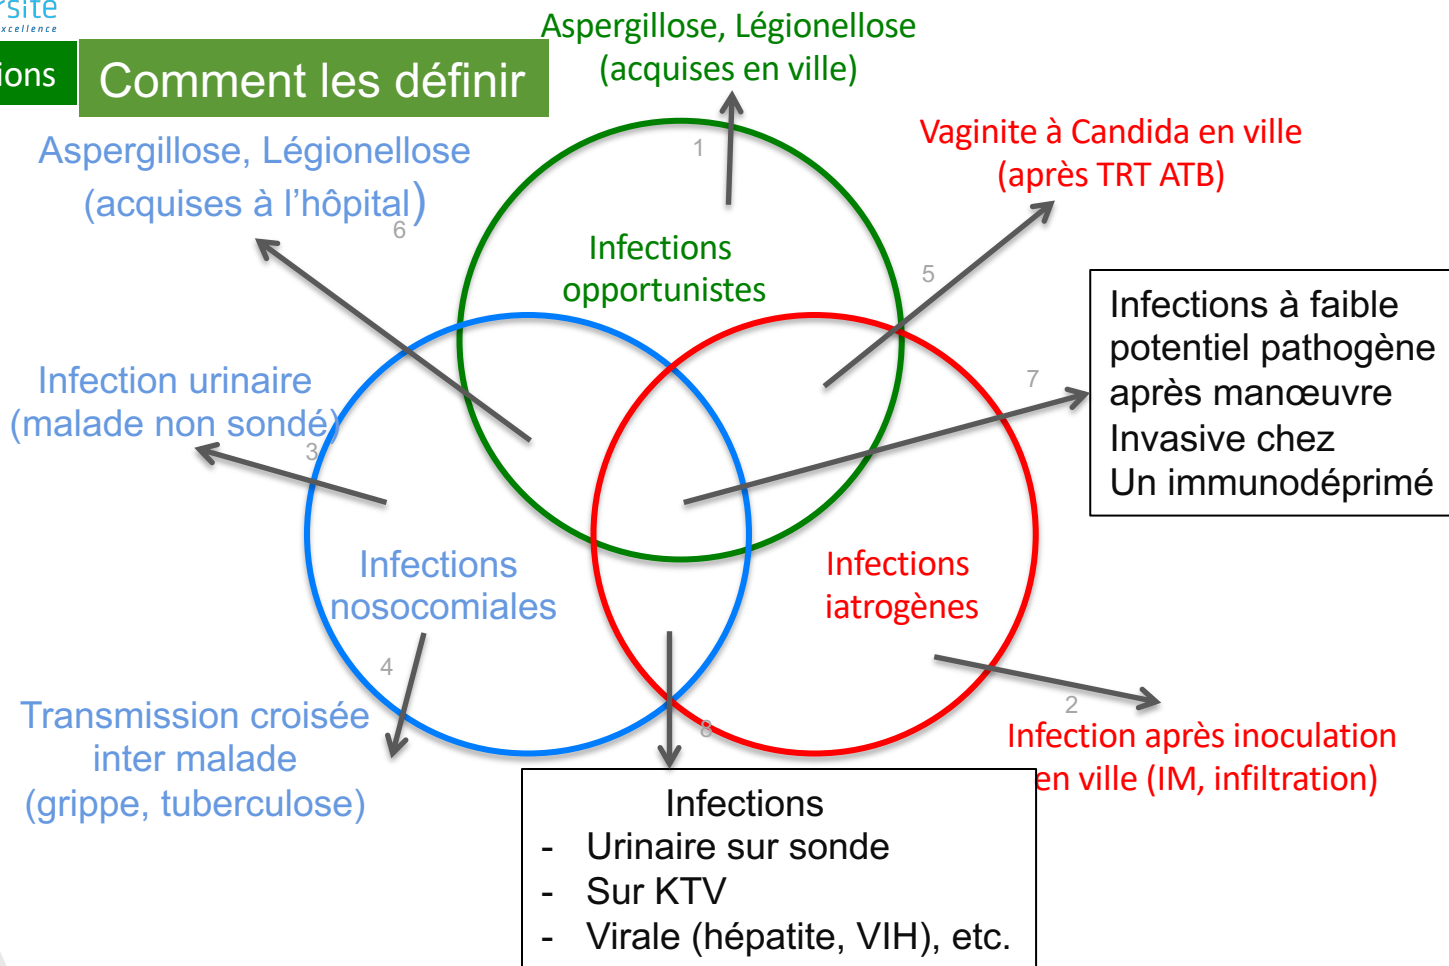 Comment les définir
Aspergillose, Légionellose
(acquises en ville)
1
Aspergillose, Légionellose
(acquises à l’hôpital)
6
Vaginite à Candida en ville
(après TRT ATB)
5
Infections
opportunistes
Infections à faible
potentiel pathogène
après manœuvre
Invasive chez
Un immunodéprimé
7
Infection urinaire
(malade non sondé)
3
Infections
nosocomiales
Infections
iatrogènes
4
Transmission croisée
inter malade
(grippe, tuberculose)
2
Infection après inoculation
en ville (IM, infiltration)
8
Infections
- Urinaire sur sonde
- Sur KTV
- Virale (hépatite, VIH), etc.